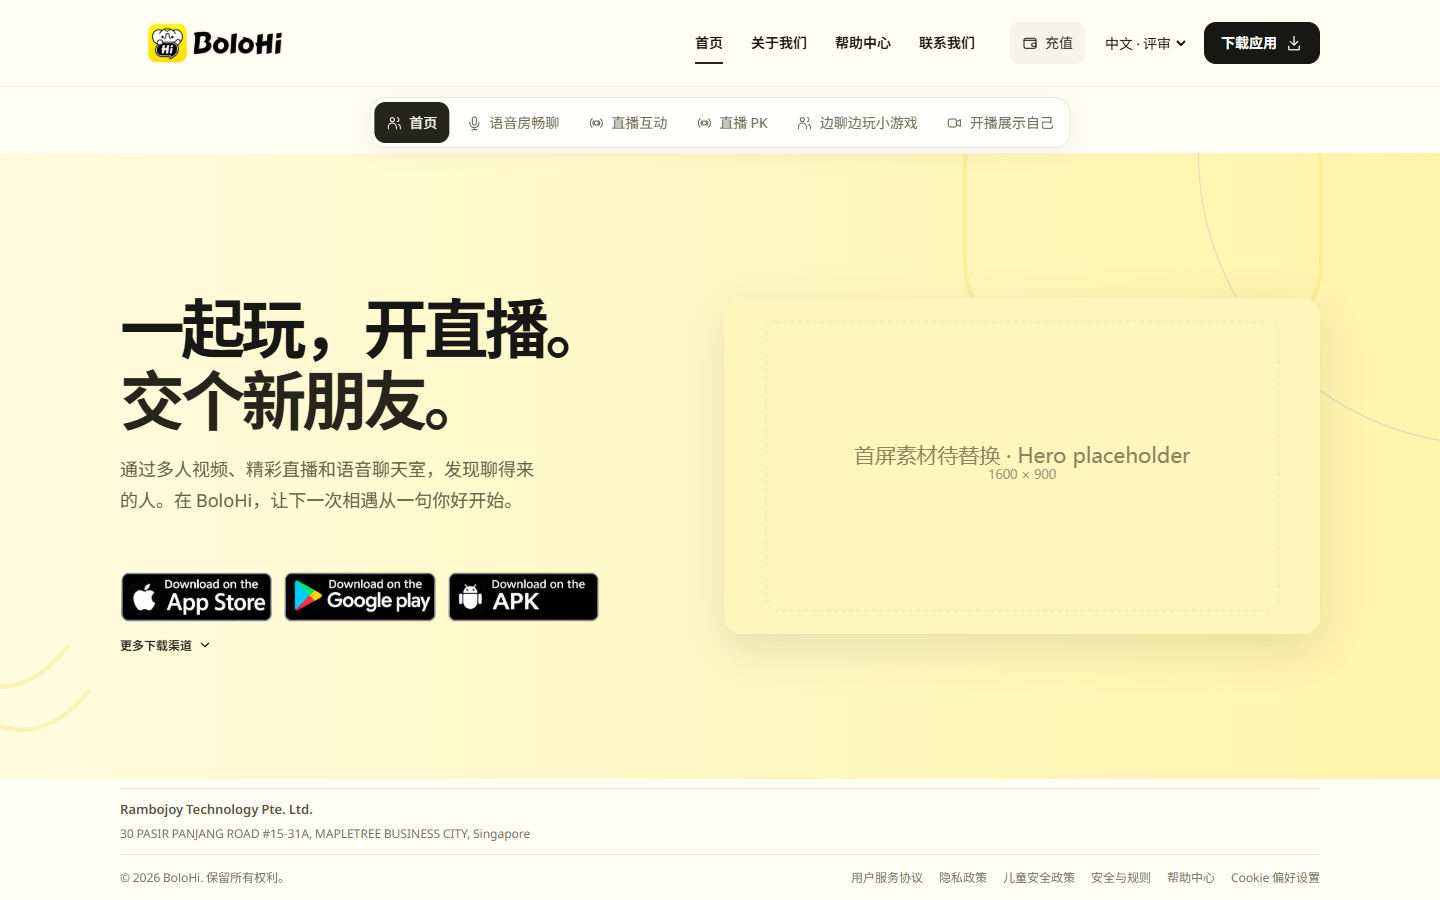 Hi BoloHi
首页 关于我们 帮助中心 联系我们 充值 中文 · 评审 下载应用
首页 语音房畅聊 直播互动 直播 PK 边聊边玩小游戏 开播展示自己
一起玩，开直播。
交个新朋友。
通过多人视频、精彩直播和语音聊天室，发现聊得来
的人。在 BoloHi，让下一次相遇从一句你好开始。
首屏素材待替换 · Hero placeholder
1600 × 900
Download on the App Store
Download on the Google play
Download on the APK
更多下载渠道
Rambojoy Technology Pte. Ltd.
30 PASIR PANJANG ROAD #15-31A, MAPLETREE BUSINESS CITY, Singapore
© 2026 BoloHi. 保留所有权利。
用户服务协议 隐私政策 儿童安全政策 安全与规则 帮助中心 Cookie 偏好设置